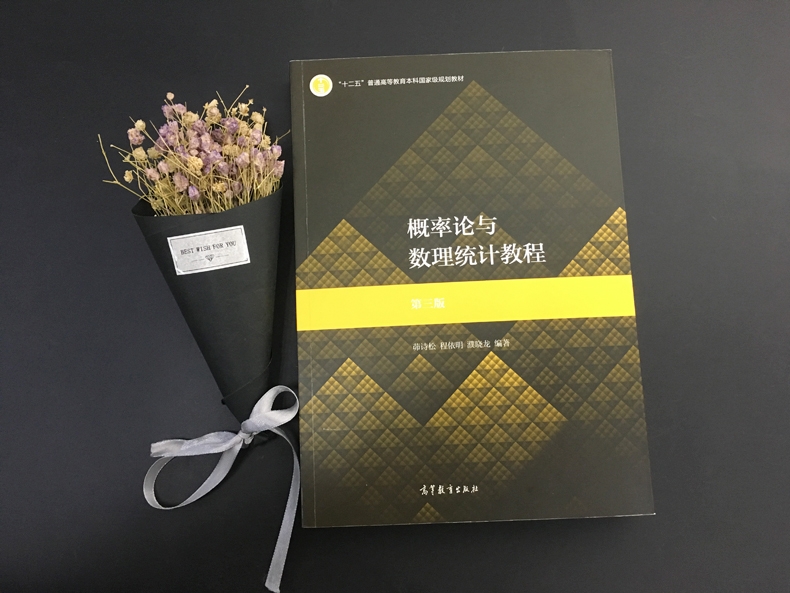 “十二五”普通高等教育本科国家级规划教材
概率论与
数理统计教程
第三版
茆诗松 程依明 濮晓龙 编著
高等教育出版社
BEST WISH FOR YOU